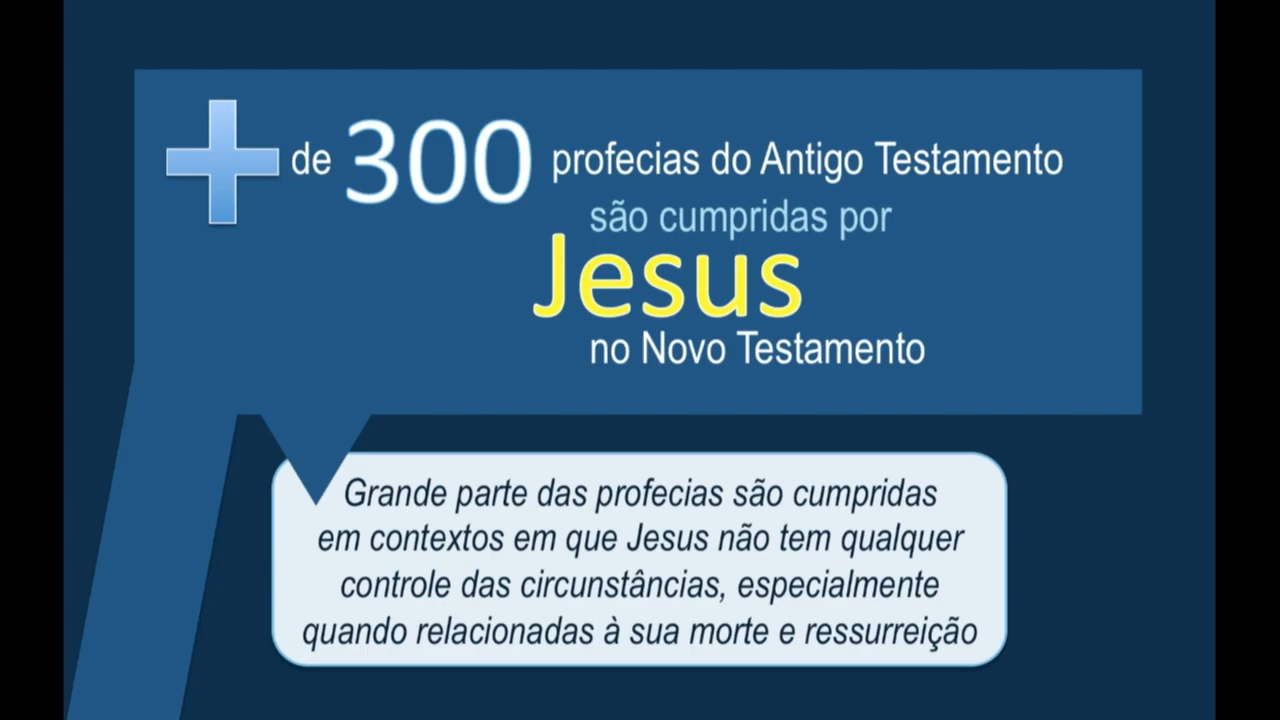 + de 300 profecias do Antigo Testamento
são cumpridas por
Jesus
no Novo Testamento
Grande parte das profecias são cumpridas
em contextos em que Jesus não tem qualquer
controle das circunstâncias, especialmente
quando relacionadas à sua morte e ressurreição